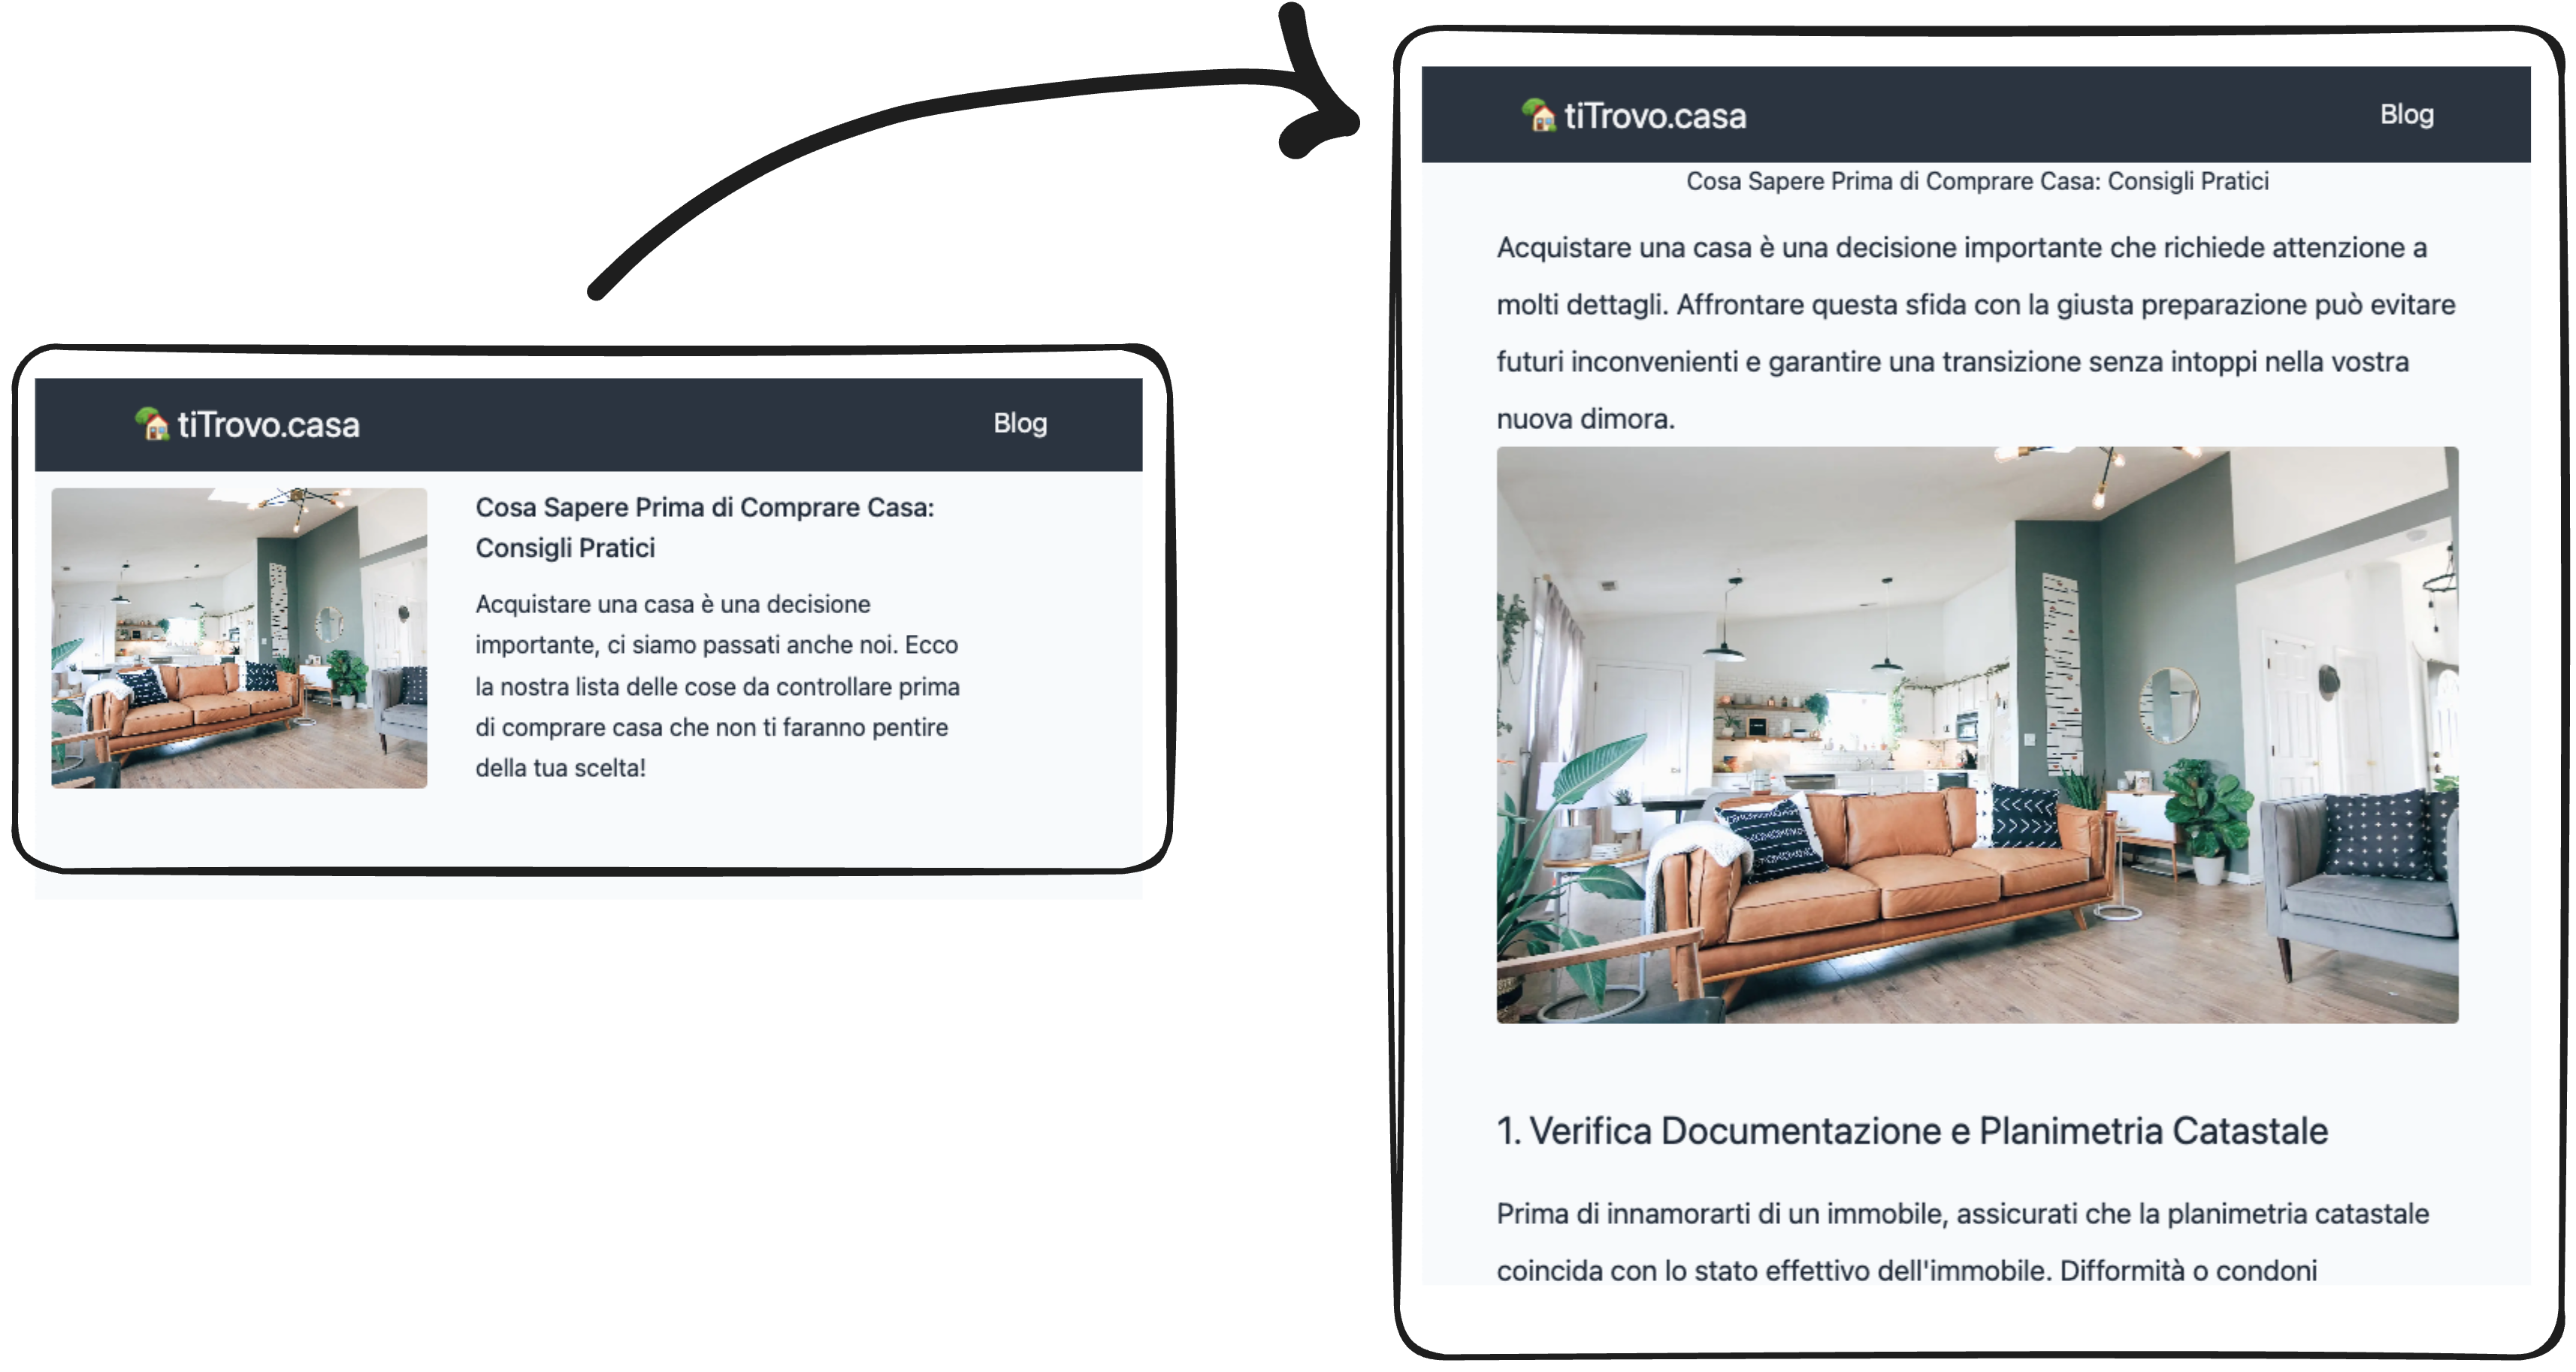 tiTrovo.casa
Blog
Cosa Sapere Prima di Comprare Casa:
Consigli Pratici
Acquistare una casa è una decisione
importante, ci siamo passati anche noi. Ecco
la nostra lista delle cose da controllare prima
di comprare casa che non ti faranno pentire
della tua scelta!
tiTrovo.casa
Blog
Cosa Sapere Prima di Comprare Casa: Consigli Pratici
Acquistare una casa è una decisione importante che richiede attenzione a
molti dettagli. Affrontare questa sfida con la giusta preparazione può evitare
futuri inconvenienti e garantire una transizione senza intoppi nella vostra
nuova dimora.
1. Verifica Documentazione e Planimetria Catastale
Prima di innamorarti di un immobile, assicurati che la planimetria catastale
coincida con lo stato effettivo dell'immobile. Difformità o condoni